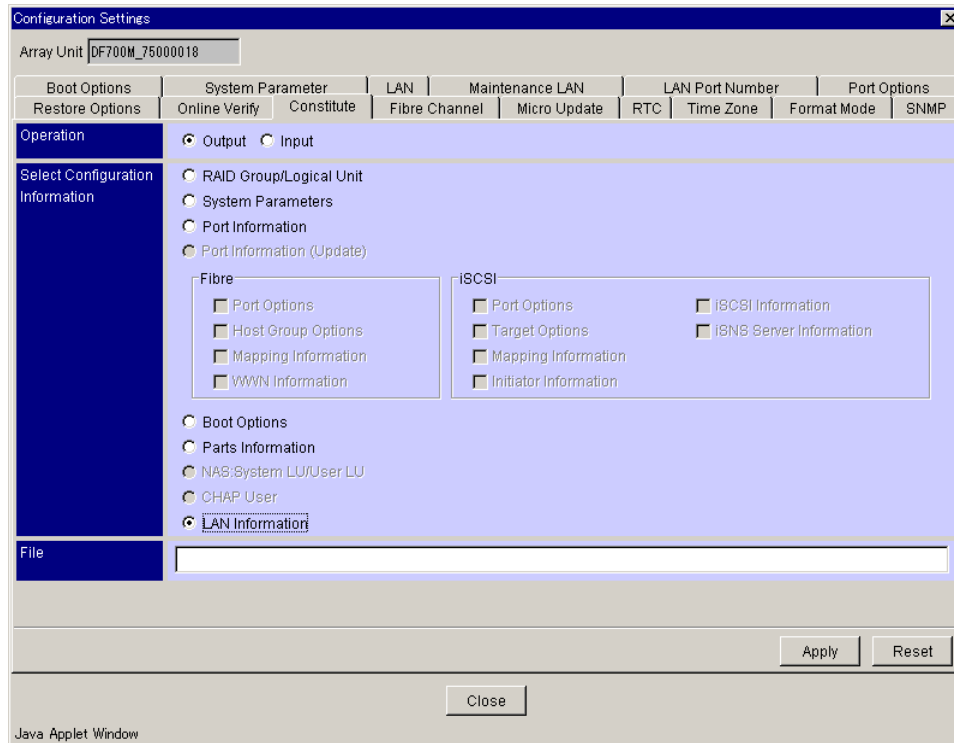 Configuration Settings
Array Unit DF700M_75000018
Boot Options System Parameter LAN Maintenance LAN LAN Port Number Port Options
Restore Options Online Verify Constitute Fibre Channel Micro Update RTC Time Zone Format Mode SNMP
Operation Output Input
Select Configuration Information
RAID Group/Logical Unit
System Parameters
Port Information
Port Information (Update)
Fibre
Port Options
Host Group Options
Mapping Information
WWN Information
iSCSI
Port Options iSCSI Information
Target Options iSNS Server Information
Mapping Information
Initiator Information
Boot Options
Parts Information
NAS:System LU/User LU
CHAP User
LAN Information
File
Apply Reset
Close
Java Applet Window